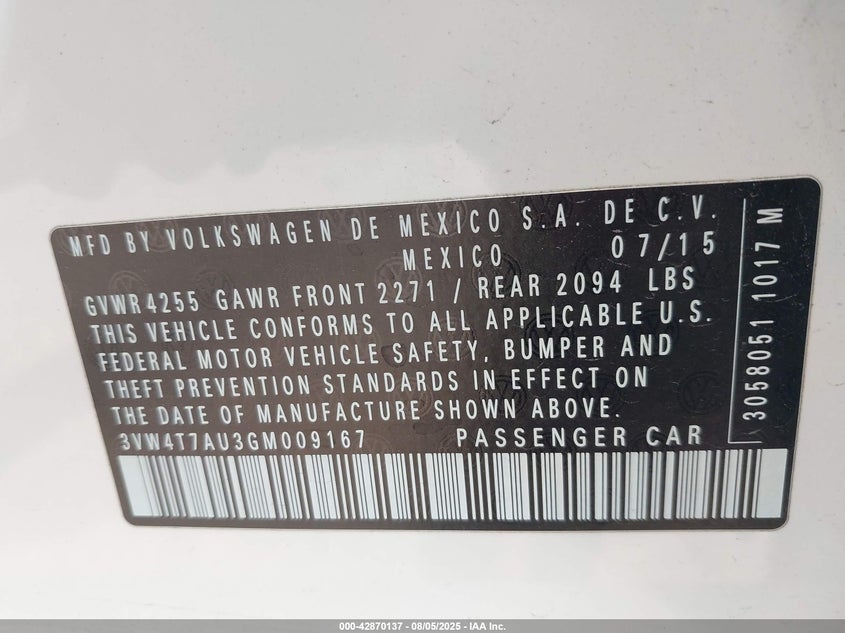 MFD BY VOLKSWAGEN DE MEXICO S.A. DE C.V.
MEXICO 07/15
GVWR 4255 GAWR FRONT 2271 / REAR 2094 LBS
THIS VEHICLE CONFORMS TO ALL APPLICABLE U.S.
FEDERAL MOTOR VEHICLE SAFETY, BUMPER AND
THEFT PREVENTION STANDARDS IN EFFECT ON
THE DATE OF MANUFACTURE SHOWN ABOVE.
3VW4T7AU3GM009167 PASSENGER CAR
3058051 1017 M
000-42870137 - 08/05/2025 - IAA Inc.